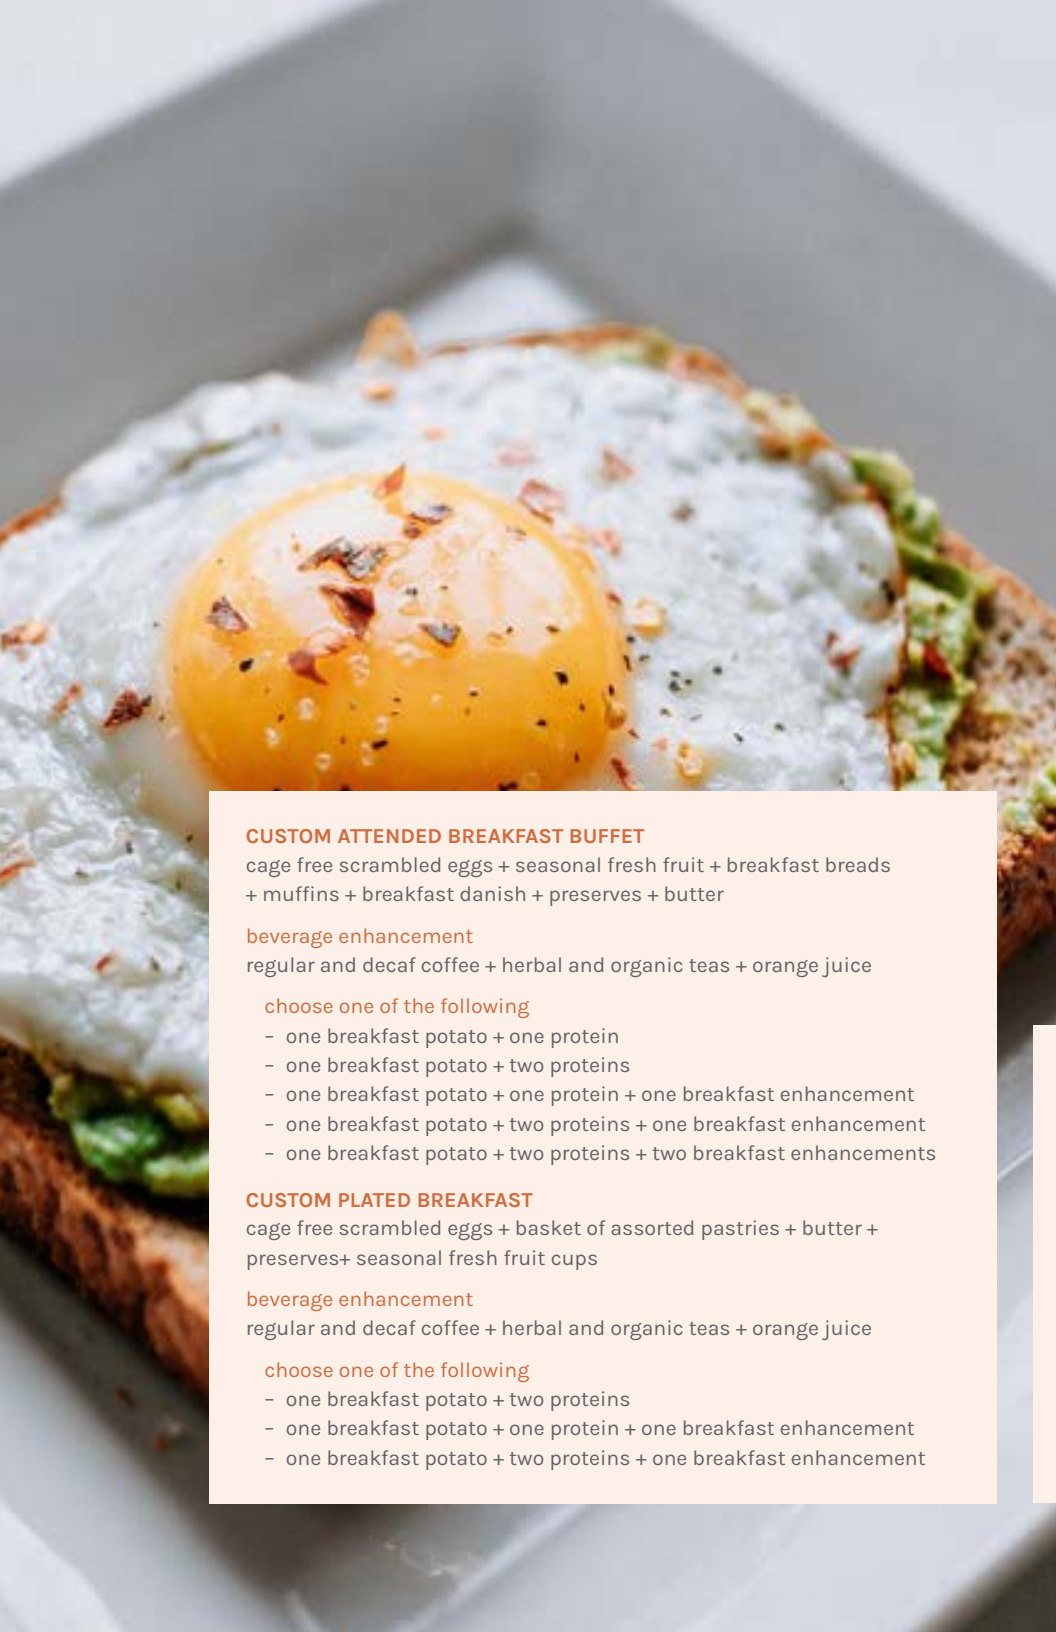 CUSTOM ATTENDED BREAKFAST BUFFET
cage free scrambled eggs + seasonal fresh fruit + breakfast breads
+ muffins + breakfast danish + preserves + butter
beverage enhancement
regular and decaf coffee + herbal and organic teas + orange juice
choose one of the following
– one breakfast potato + one protein
– one breakfast potato + two proteins
– one breakfast potato + one protein + one breakfast enhancement
– one breakfast potato + two proteins + one breakfast enhancement
– one breakfast potato + two proteins + two breakfast enhancements
CUSTOM PLATED BREAKFAST
cage free scrambled eggs + basket of assorted pastries + butter +
preserves+ seasonal fresh fruit cups
beverage enhancement
regular and decaf coffee + herbal and organic teas + orange juice
choose one of the following
– one breakfast potato + two proteins
– one breakfast potato + one protein + one breakfast enhancement
– one breakfast potato + two proteins + one breakfast enhancement